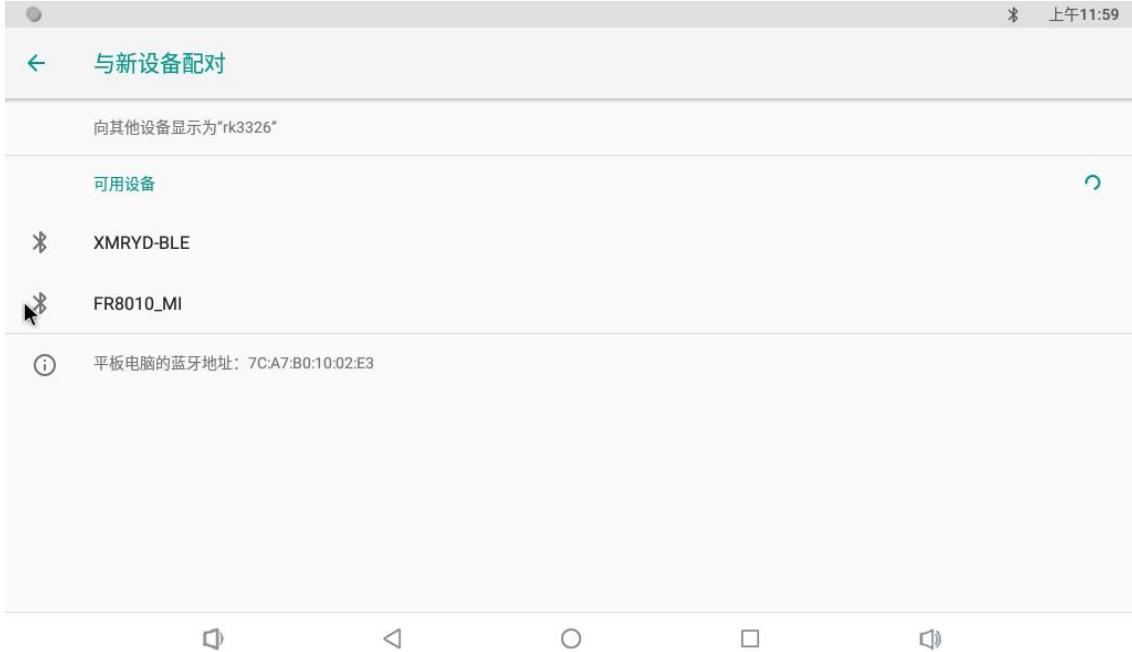 上午11:59
与新设备配对
向其他设备显示为“rk3326”
可用设备
XMRYD-BLE
FR8010_MI
平板电脑的蓝牙地址：7C:A7:B0:10:02:E3